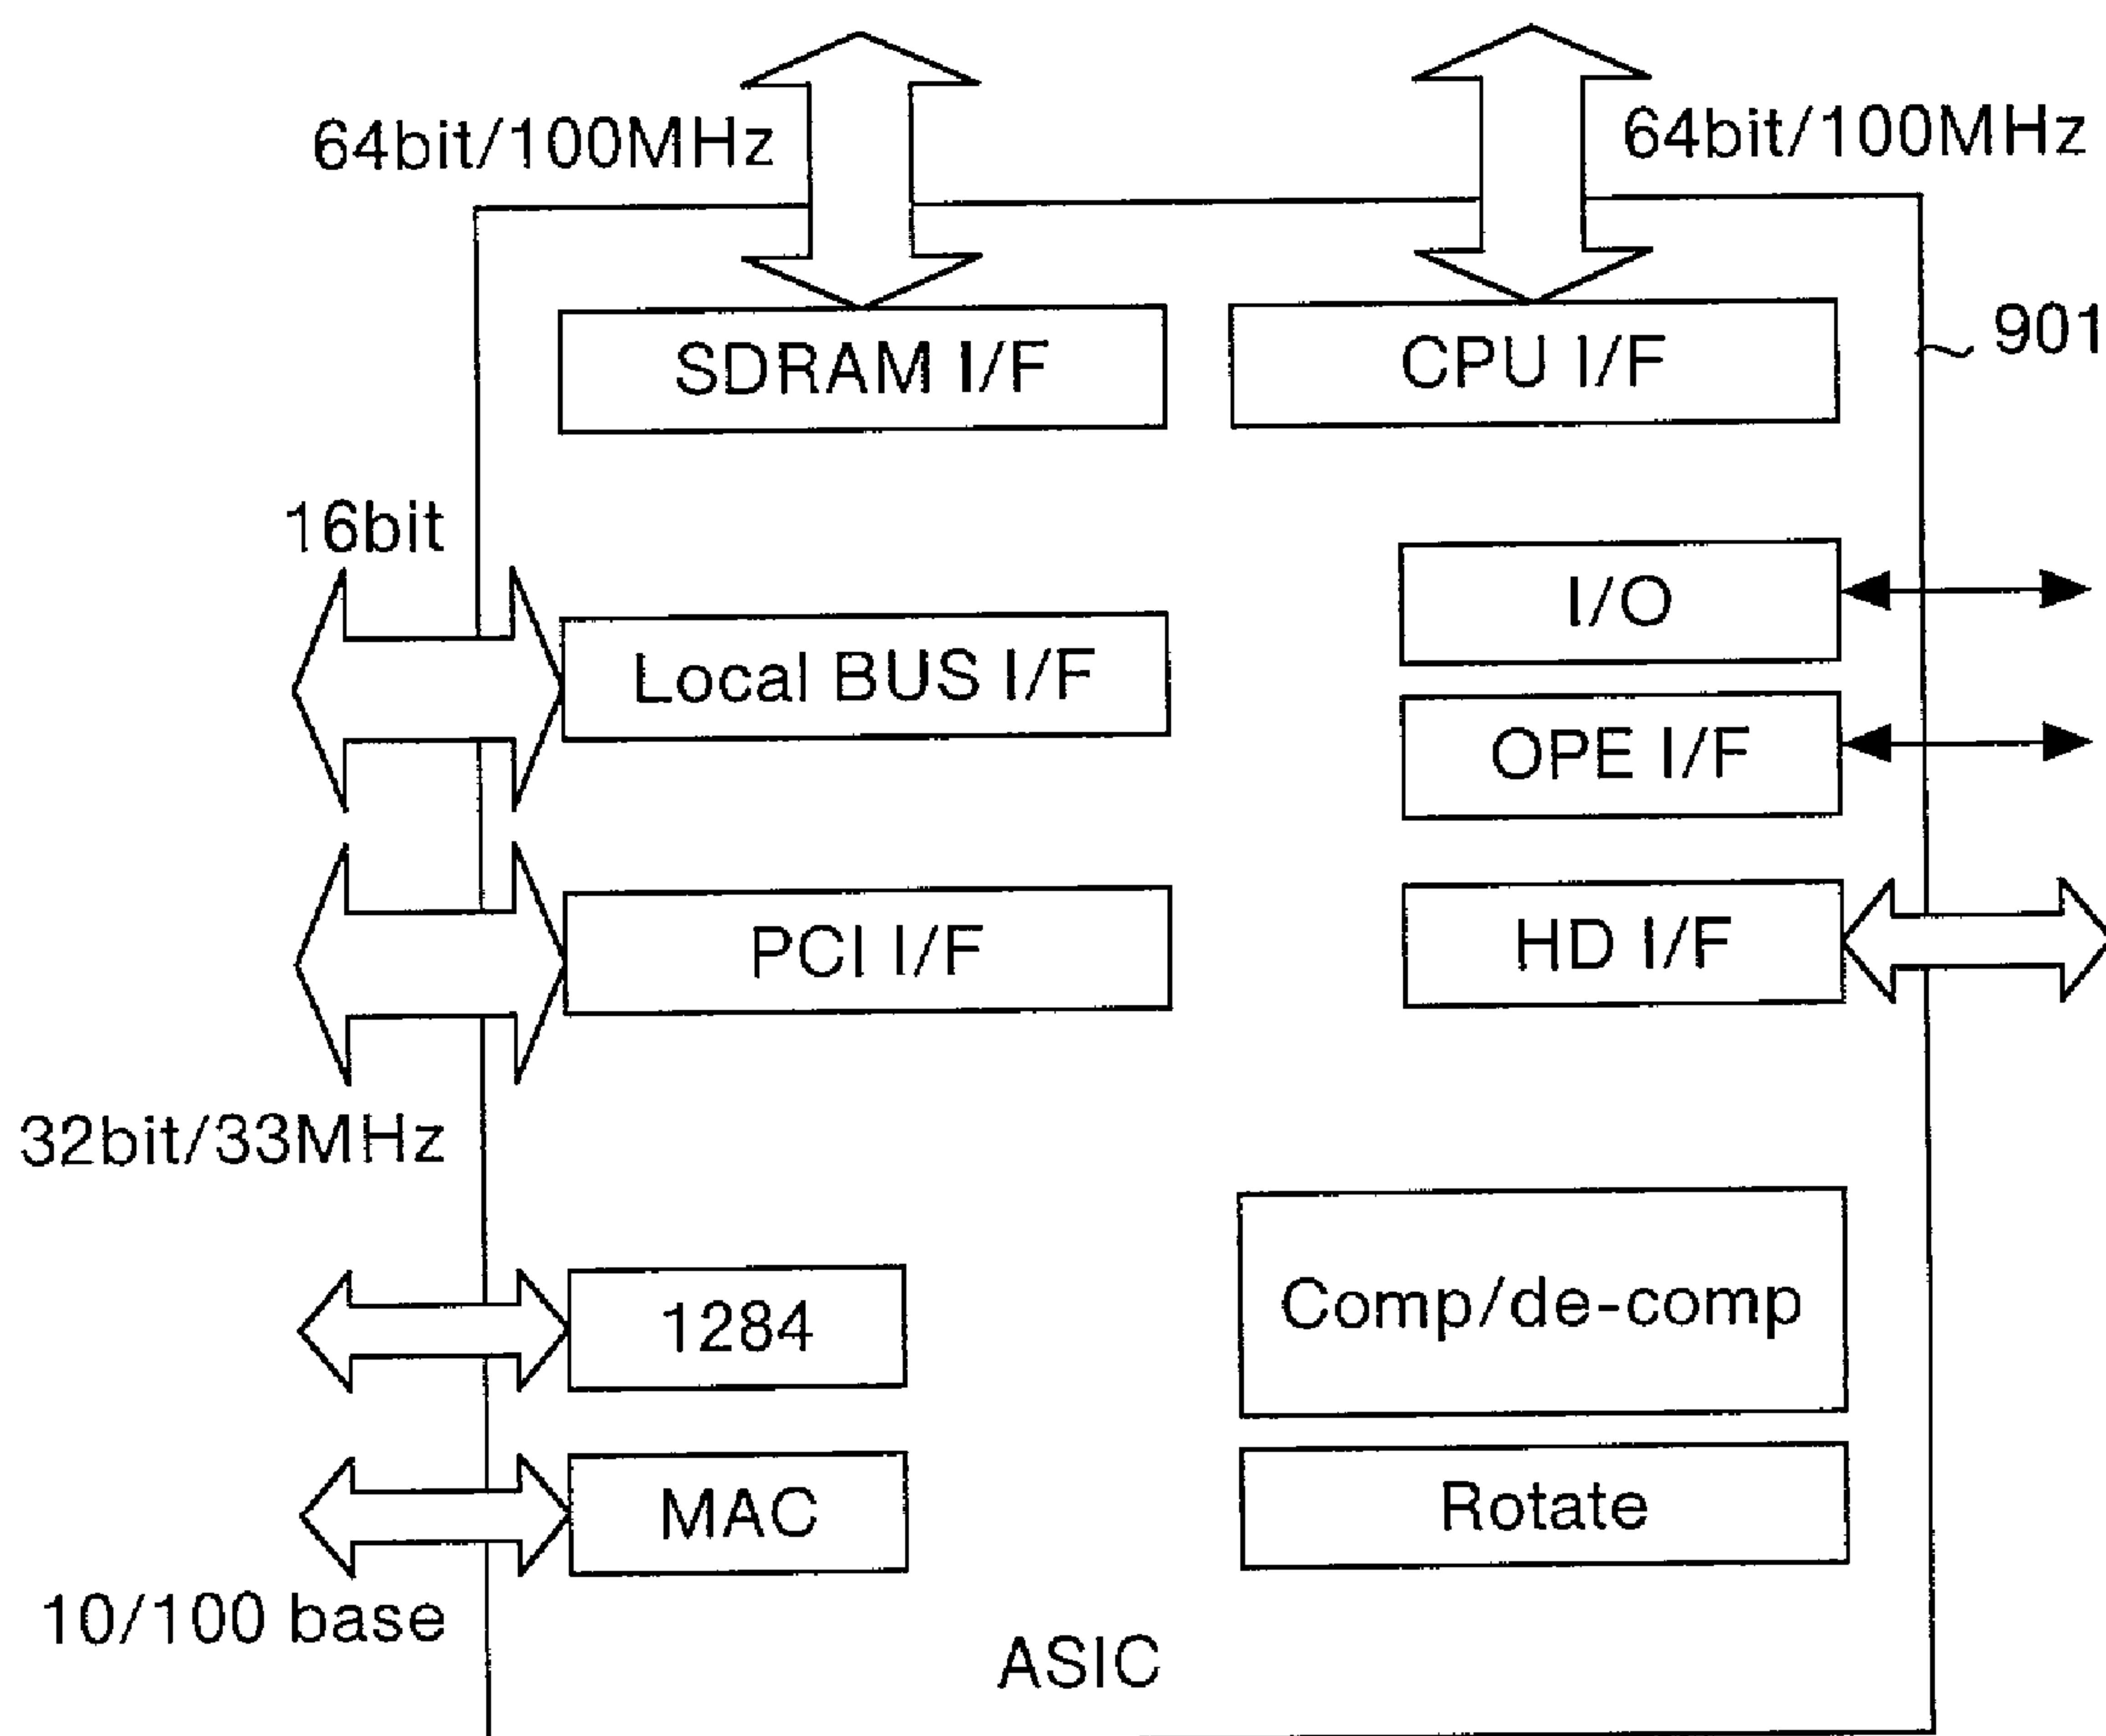 64bit/100MHz
64bit/100MHz
SDRAM I/F
CPU I/F
901
16bit
I/O
Local BUS I/F
OPE I/F
PCI I/F
HD I/F
32bit/33MHz
1284
Comp/de-comp
MAC
Rotate
10/100 base
ASIC